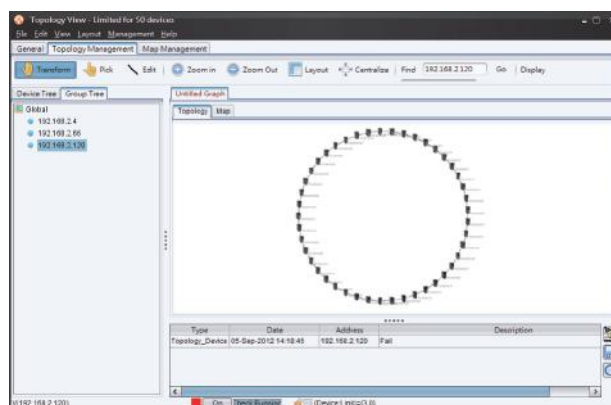 Topology View - Limited for 50 devices
File Edit View Layout Management Help
General Topology Management Map Management
Transform Pick Edit Zoom in Zoom Out Layout Centralize Find 192.168.2.120 Go Display
Device Tree Group Tree
Untitled Graph
Global
Topology Map
192.168.2.4
192.168.2.66
192.168.2.120
Type Date Address Description
Topology_Device 05-Sep-2012 14:18:45 192.168.2.120 Fail
On Check Running